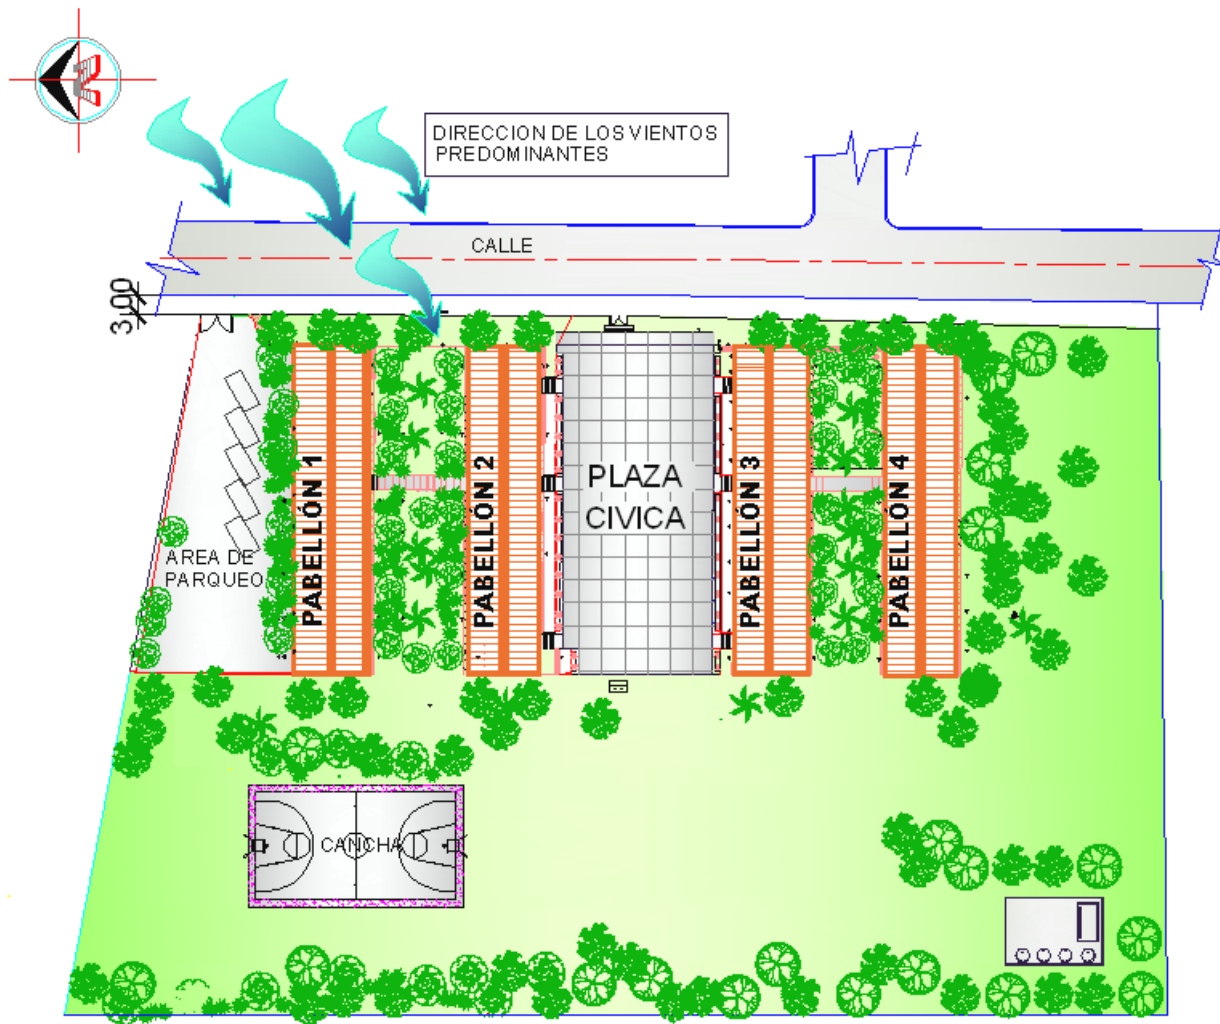 DIRECCION DE LOS VIENTOS
PREDOMINANTES
CALLE
3,00
PLAZA
CIVICA
PABELLÓN 1
PABELLÓN 2
PABELLÓN 3
PABELLÓN 4
AREA DE
PARQUEO
CANCHA